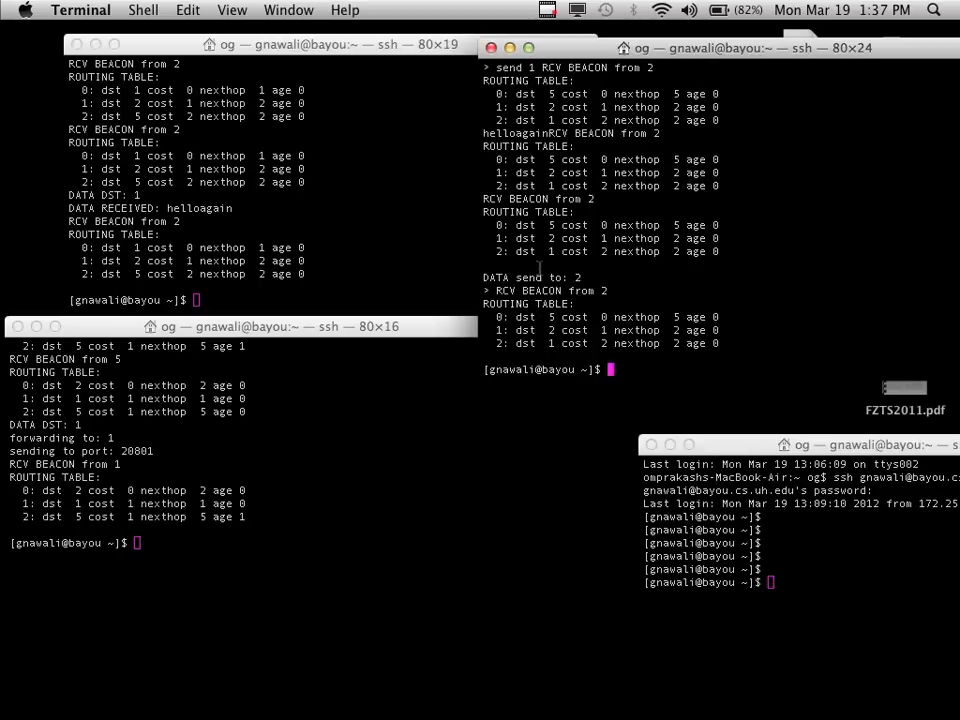 Terminal Shell Edit View Window Help (82%) Mon Mar 19 1:37 PM
og — gnawali@bayou:~ — ssh — 80×19
RCV BEACON from 2
ROUTING TABLE:
0: dst 1 cost 0 nexthop 1 age 0
1: dst 2 cost 1 nexthop 2 age 0
2: dst 5 cost 2 nexthop 2 age 0
RCV BEACON from 2
ROUTING TABLE:
0: dst 1 cost 0 nexthop 1 age 0
1: dst 2 cost 1 nexthop 2 age 0
2: dst 5 cost 2 nexthop 2 age 0
DATA DST: 1
DATA RECEIVED: helloagain
RCV BEACON from 2
ROUTING TABLE:
0: dst 1 cost 0 nexthop 1 age 0
1: dst 2 cost 1 nexthop 2 age 0
2: dst 5 cost 2 nexthop 2 age 0
[gnawali@bayou ~]$
og — gnawali@bayou:~ — ssh — 80×24
> send 1 RCV BEACON from 2
ROUTING TABLE:
0: dst 5 cost 0 nexthop 5 age 0
1: dst 2 cost 1 nexthop 2 age 0
2: dst 1 cost 2 nexthop 2 age 0
helloagainRCV BEACON from 2
ROUTING TABLE:
0: dst 5 cost 0 nexthop 5 age 0
1: dst 2 cost 1 nexthop 2 age 0
2: dst 1 cost 2 nexthop 2 age 0
RCV BEACON from 2
ROUTING TABLE:
0: dst 5 cost 0 nexthop 5 age 0
1: dst 2 cost 1 nexthop 2 age 0
2: dst 1 cost 2 nexthop 2 age 0
DATA send to: 2
> RCV BEACON from 2
ROUTING TABLE:
0: dst 5 cost 0 nexthop 5 age 0
1: dst 2 cost 1 nexthop 2 age 0
2: dst 1 cost 2 nexthop 2 age 0
[gnawali@bayou ~]$
og — gnawali@bayou:~ — ssh — 80×16
2: dst 5 cost 1 nexthop 5 age 1
RCV BEACON from 5
ROUTING TABLE:
0: dst 2 cost 0 nexthop 2 age 0
1: dst 1 cost 1 nexthop 1 age 0
2: dst 5 cost 1 nexthop 5 age 0
DATA DST: 1
forwarding to: 1
sending to port: 20801
RCV BEACON from 1
ROUTING TABLE:
0: dst 2 cost 0 nexthop 2 age 0
1: dst 1 cost 1 nexthop 1 age 0
2: dst 5 cost 1 nexthop 5 age 1
[gnawali@bayou ~]$
FZTS2011.pdf
og — gnawali@bayou:~ — s
Last login: Mon Mar 19 13:06:09 on ttys002
omprakashs-MacBook-Air:~ og$ ssh gnawali@bayou.c
gnawali@bayou.cs.uh.edu's password:
Last login: Mon Mar 19 13:09:10 2012 from 172.25
[gnawali@bayou ~]$
[gnawali@bayou ~]$
[gnawali@bayou ~]$
[gnawali@bayou ~]$
[gnawali@bayou ~]$
[gnawali@bayou ~]$